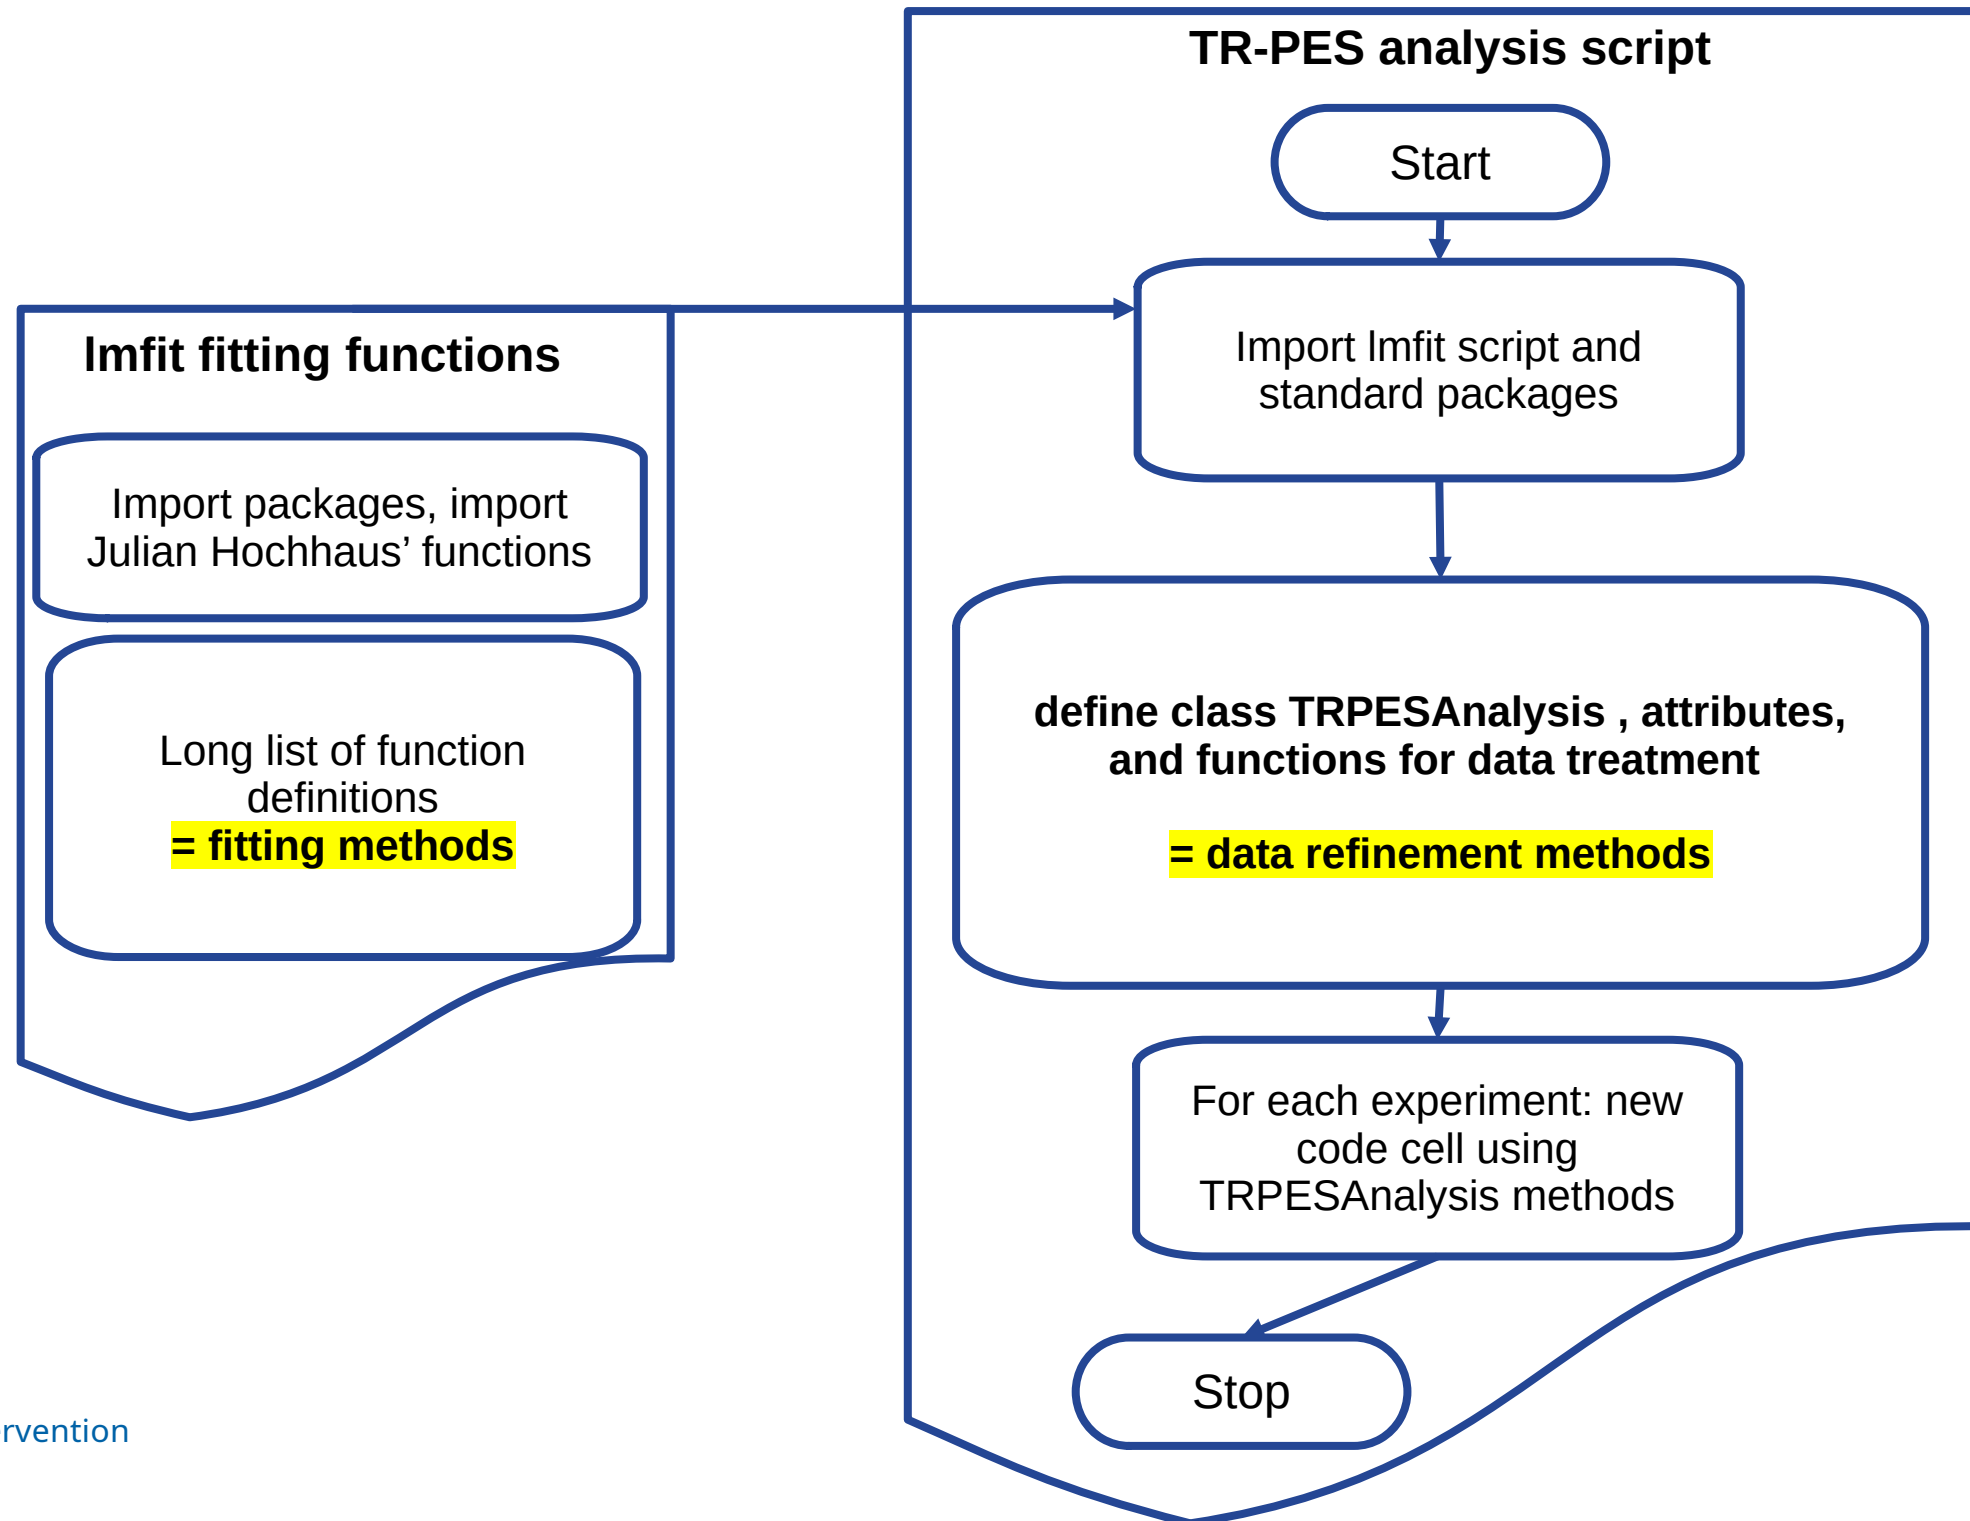 TR-PES analysis script
Start
Import lmfit script and
standard packages
define class TRPESAnalysis , attributes,
and functions for data treatment
= data refinement methods
For each experiment: new
code cell using
TRPESAnalysis methods
Stop
lmfit fitting functions
Import packages, import
Julian Hochhaus’ functions
Long list of function
definitions
= fitting methods
rvention